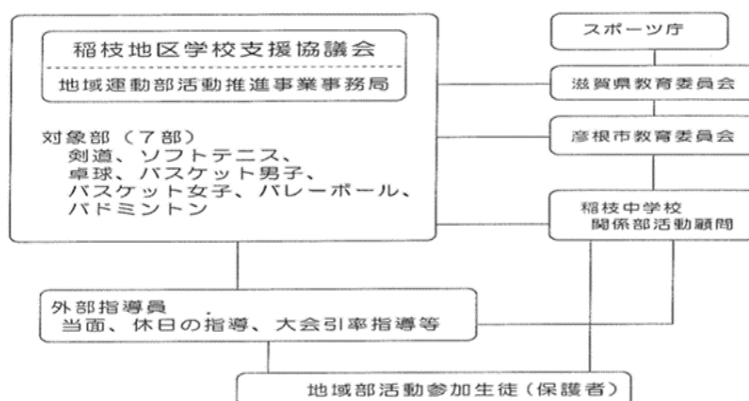 稲枝地区学校支援協議会
地域運動部活動推進事業事務局
対象部（７部）
剣道、ソフトテニス、
卓球、バスケット男子、
バスケット女子、バレーボール、
バドミントン
スポーツ庁
滋賀県教育委員会
彦根市教育委員会
稲枝中学校
関係部活動顧問
外部指導員
当面、休日の指導、大会引率指導等
地域部活動参加生徒（保護者）